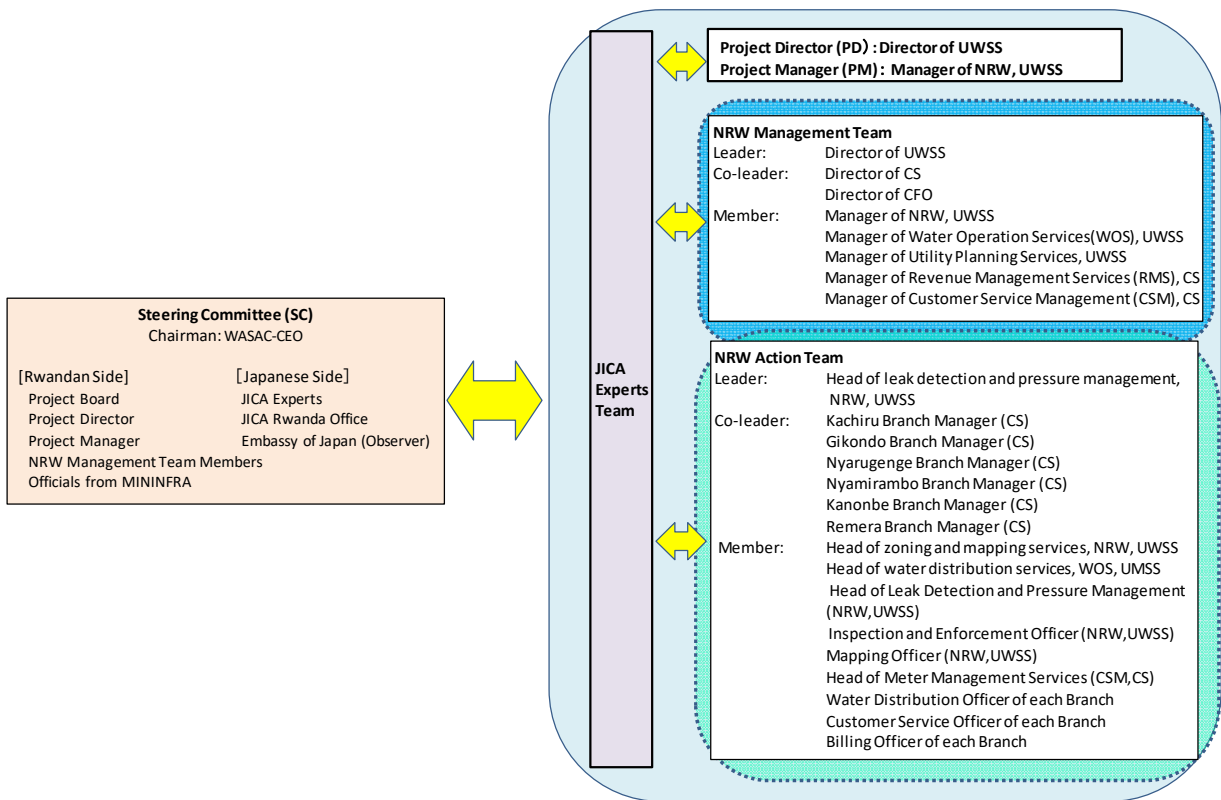 Steering Committee (SC)
Chairman: WASAC-CEO
[Rwandan Side] [Japanese Side]
Project Board JICA Experts
Project Director JICA Rwanda Office
Project Manager Embassy of Japan (Observer)
NRW Management Team Members
Officials from MININFRA
JICA
Experts
Team
Project Director (PD) : Director of UWSS
Project Manager (PM): Manager of NRW, UWSS
NRW Management Team
Leader: Director of UWSS
Co-leader: Director of CS
Director of CFO
Member: Manager of NRW, UWSS
Manager of Water Operation Services(WOS), UWSS
Manager of Utility Planning Services, UWSS
Manager of Revenue Management Services (RMS), CS
Manager of Customer Service Management (CSM), CS
NRW Action Team
Leader: Head of leak detection and pressure management,
NRW, UWSS
Co-leader: Kachiru Branch Manager (CS)
Gikondo Branch Manager (CS)
Nyarugenge Branch Manager (CS)
Nyamirambo Branch Manager (CS)
Kanonbe Branch Manager (CS)
Remera Branch Manager (CS)
Member: Head of zoning and mapping services, NRW, UWSS
Head of water distribution services, WOS, UMSS
Head of Leak Detection and Pressure Management
(NRW,UWSS)
Inspection and Enforcement Officer (NRW,UWSS)
Mapping Officer (NRW,UWSS)
Head of Meter Management Services (CSM,CS)
Water Distribution Officer of each Branch
Customer Service Officer of each Branch
Billing Officer of each Branch